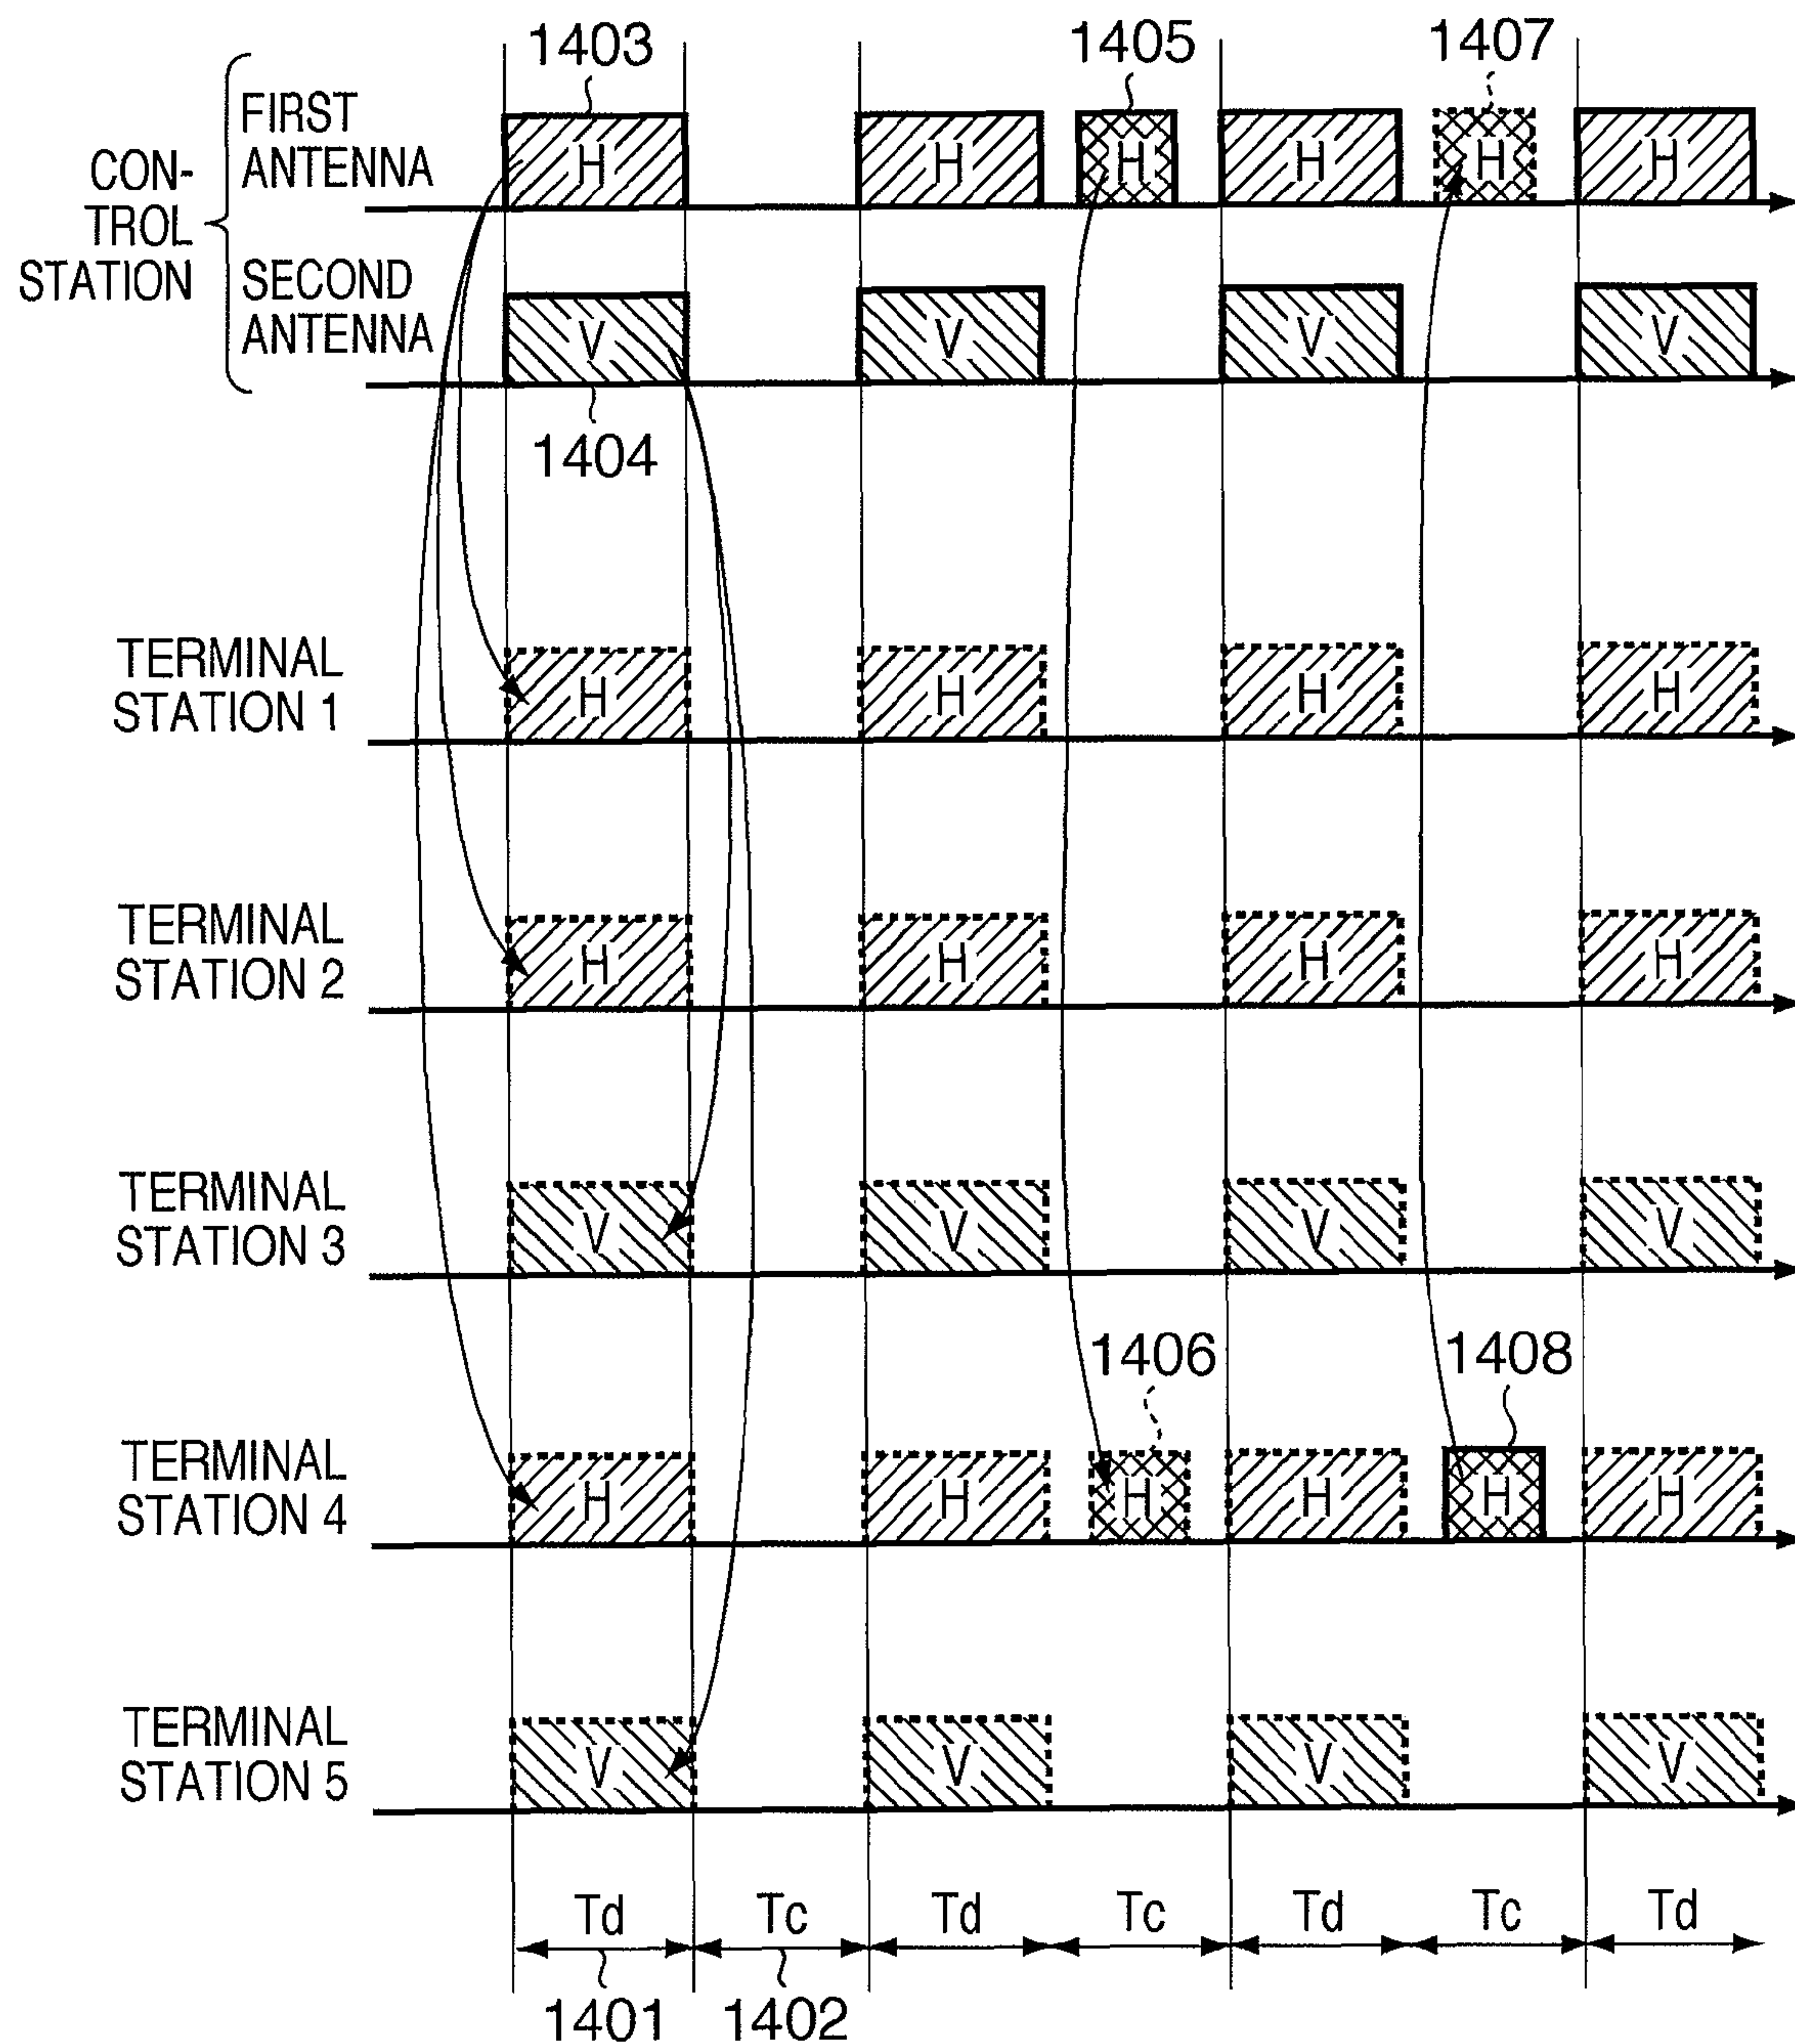 1403
1405
1407
CON-
TROL
STATION
FIRST
ANTENNA
H
H
H
H
H
H
SECOND
ANTENNA
V
V
V
V
1404
TERMINAL
STATION 1
H
H
H
H
TERMINAL
STATION 2
H
H
H
H
TERMINAL
STATION 3
V
V
V
V
1406
1408
TERMINAL
STATION 4
H
H
H
H
H
H
TERMINAL
STATION 5
V
V
V
V
Td
Tc
Td
Tc
Td
Tc
Td
1401
1402